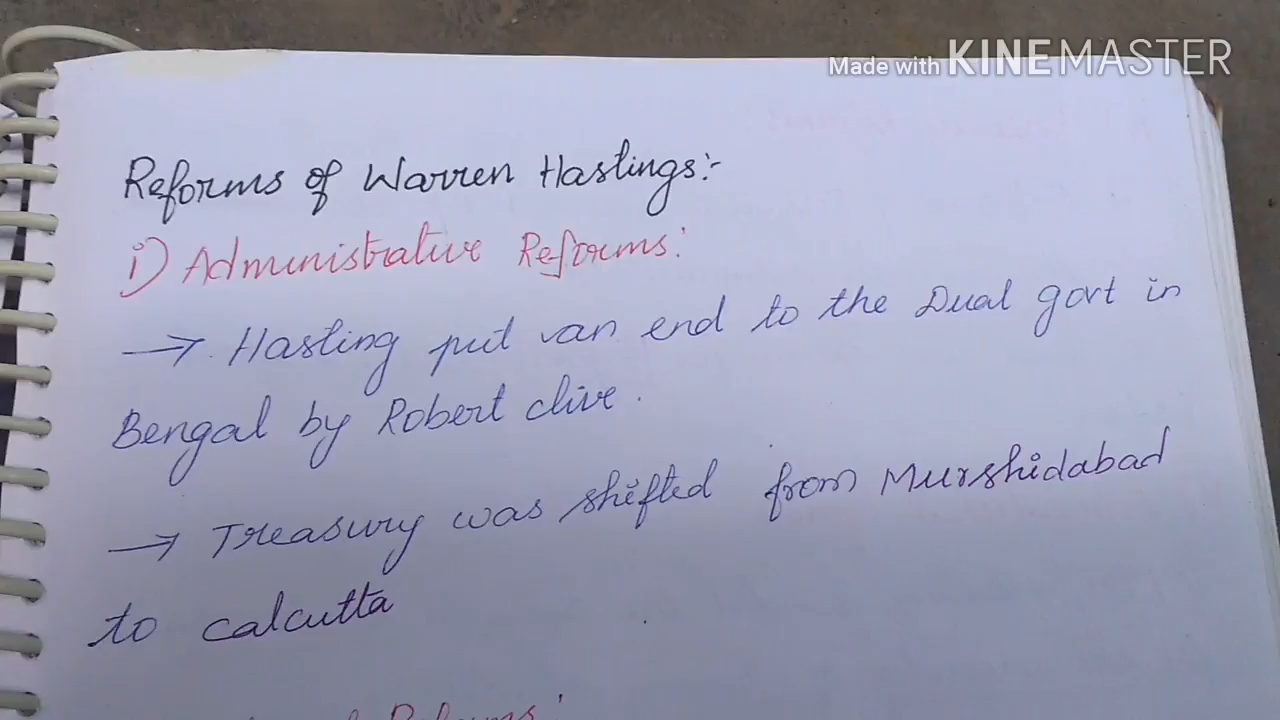 Made with KINEMASTER
Reforms of Warren Hastings:-
i) Administrative Reforms:
→ Hasting put an end to the Dual govt in
Bengal by Robert clive.
→ Treasury was shifted from Murshidabad
to calcutta
Reforms: